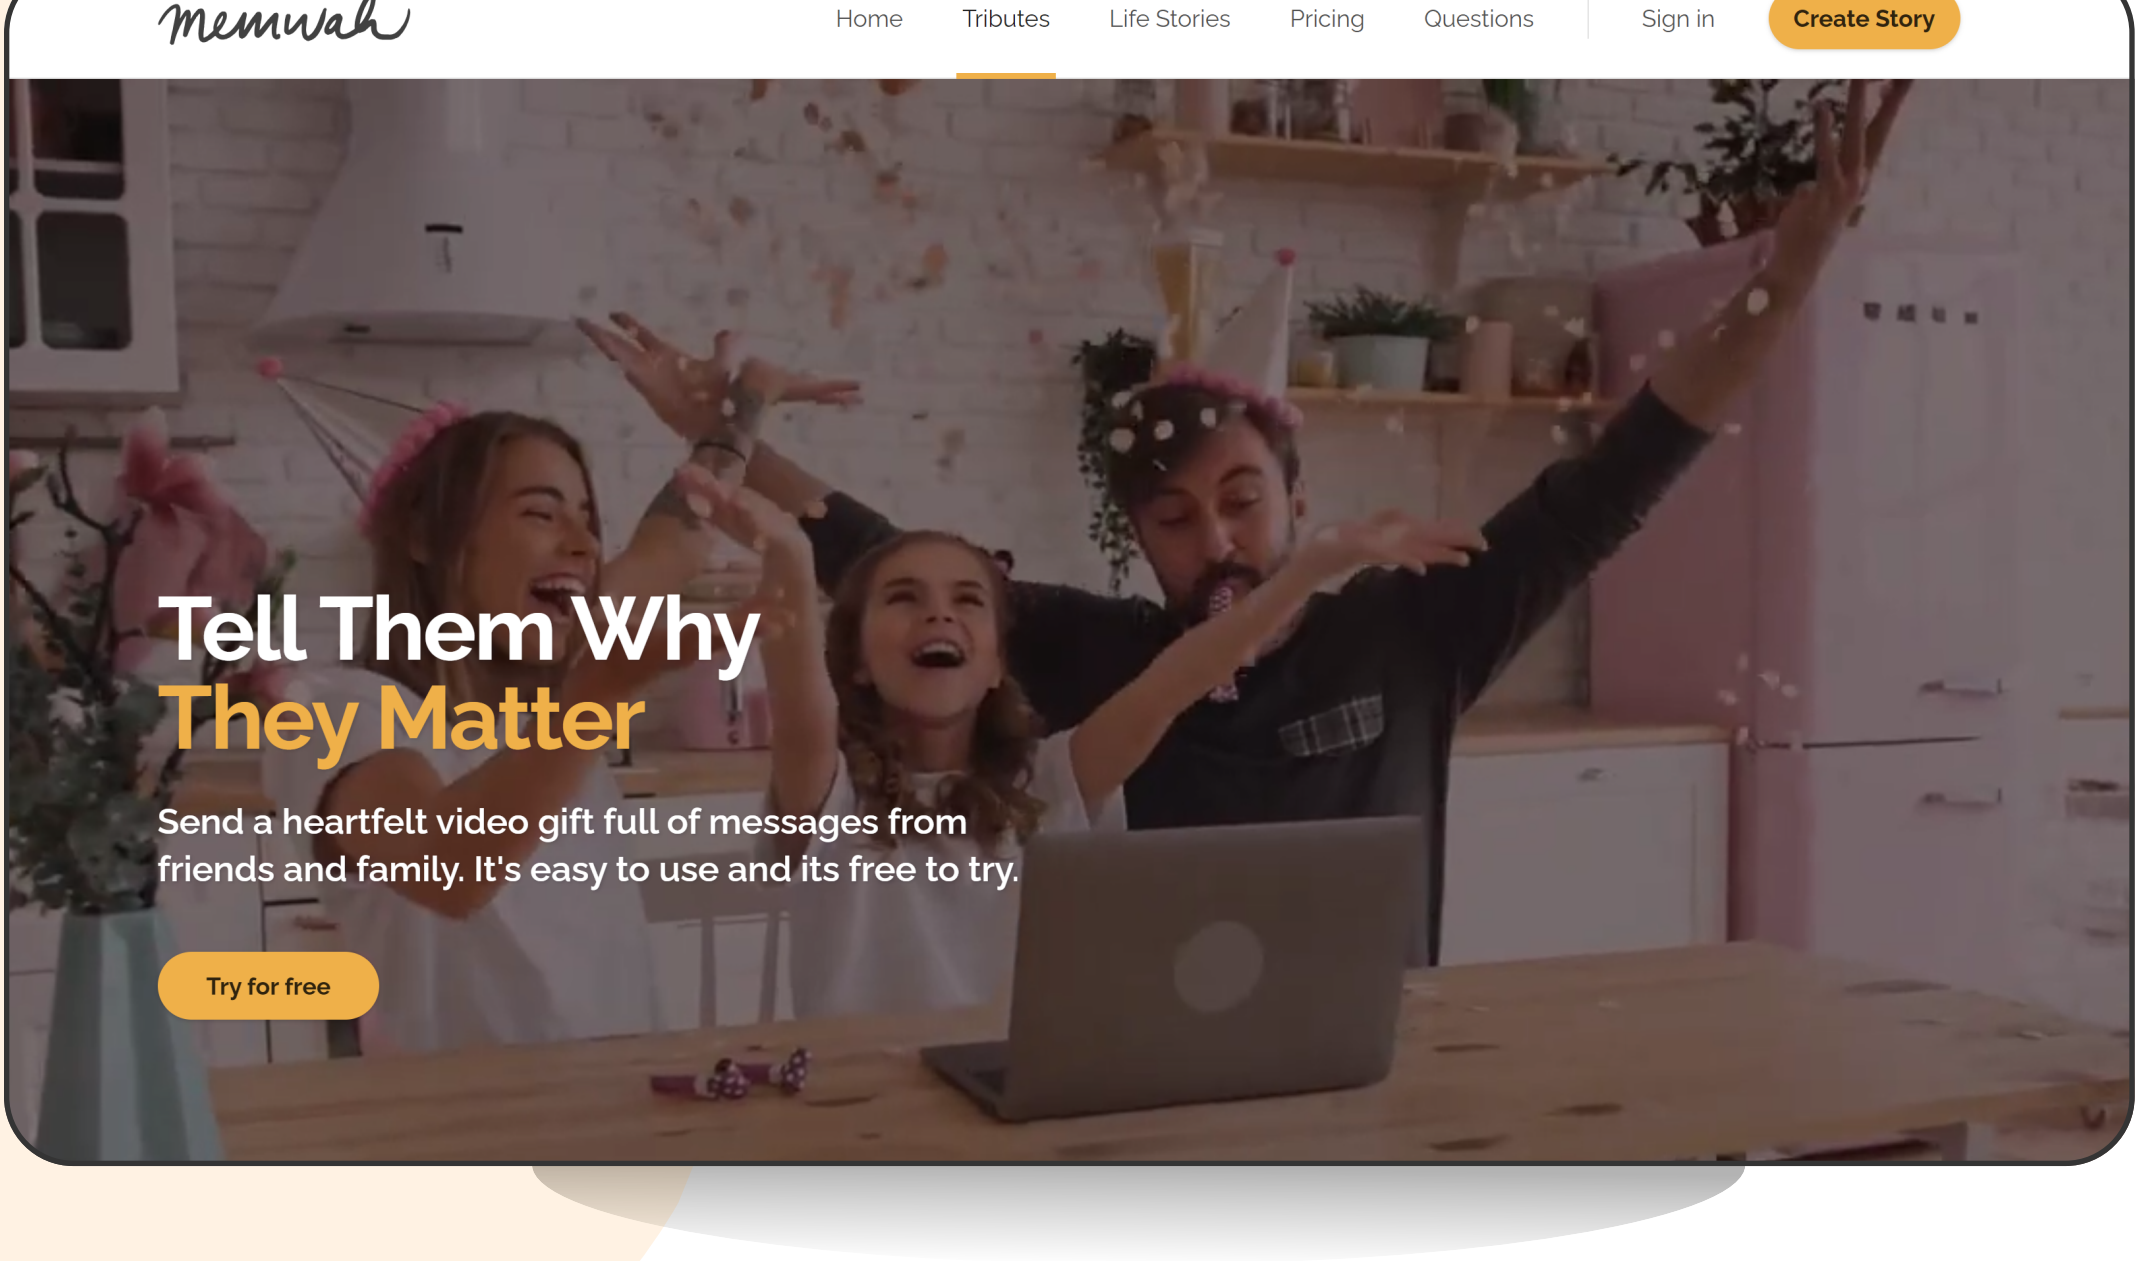 memwah
Home Tributes Life Stories Pricing Questions Sign in Create Story
Tell Them Why
They Matter
Send a heartfelt video gift full of messages from
friends and family. It's easy to use and its free to try.
Try for free